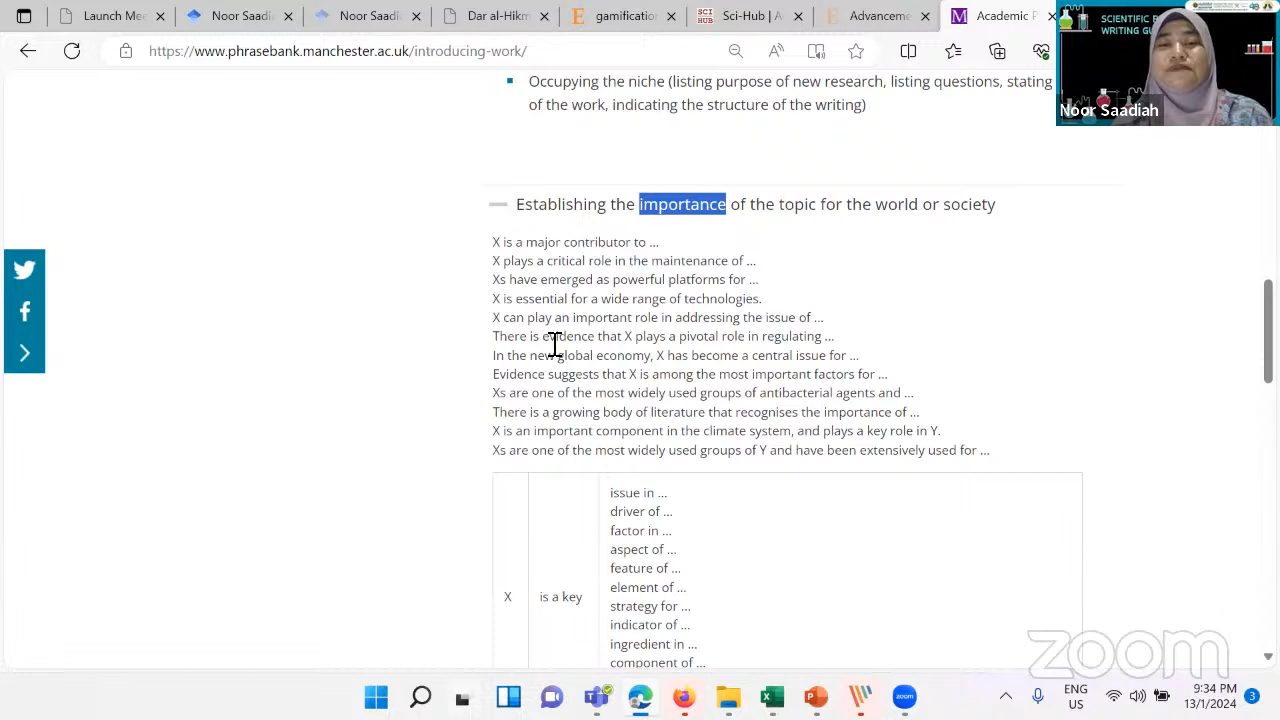 Launch Me
Noor Saadia
gamificati
Sci-Hu
Advance
Academic P
SCIENTIFIC
WRITING
https://www.phrasebank.manchester.ac.uk/introducing-work/
Noor Saadiah
Occupying the niche (listing purpose of new research, listing questions, stating
of the work, indicating the structure of the writing)
Establishing the importance of the topic for the world or society
X is a major contributor to ...
X plays a critical role in the maintenance of ...
Xs have emerged as powerful platforms for ...
X is essential for a wide range of technologies.
X can play an important role in addressing the issue of ...
There is evidence that X plays a pivotal role in regulating ...
In the new global economy, X has become a central issue for ...
Evidence suggests that X is among the most important factors for ...
Xs are one of the most widely used groups of antibacterial agents and ...
There is a growing body of literature that recognises the importance of ...
X is an important component in the climate system, and plays a key role in Y.
Xs are one of the most widely used groups of Y and have been extensively used for ...
issue in ...
driver of ...
factor in ...
aspect of ...
feature of ...
element of ...
X is a key
strategy for ...
indicator of ...
ingredient in ...
component of ...
zoom
ENG
US
9:34 PM
13/1/2024
3